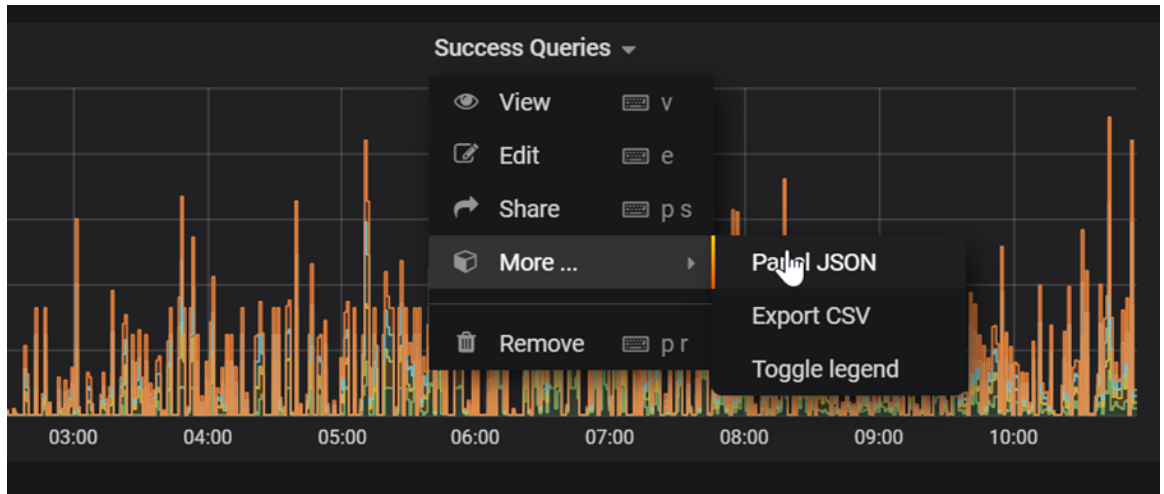 Success Queries
View v
Edit e
Share p s
More ...
Panel JSON
Export CSV
Remove p r
Toggle legend
03:00 04:00 05:00 06:00 07:00 08:00 09:00 10:00